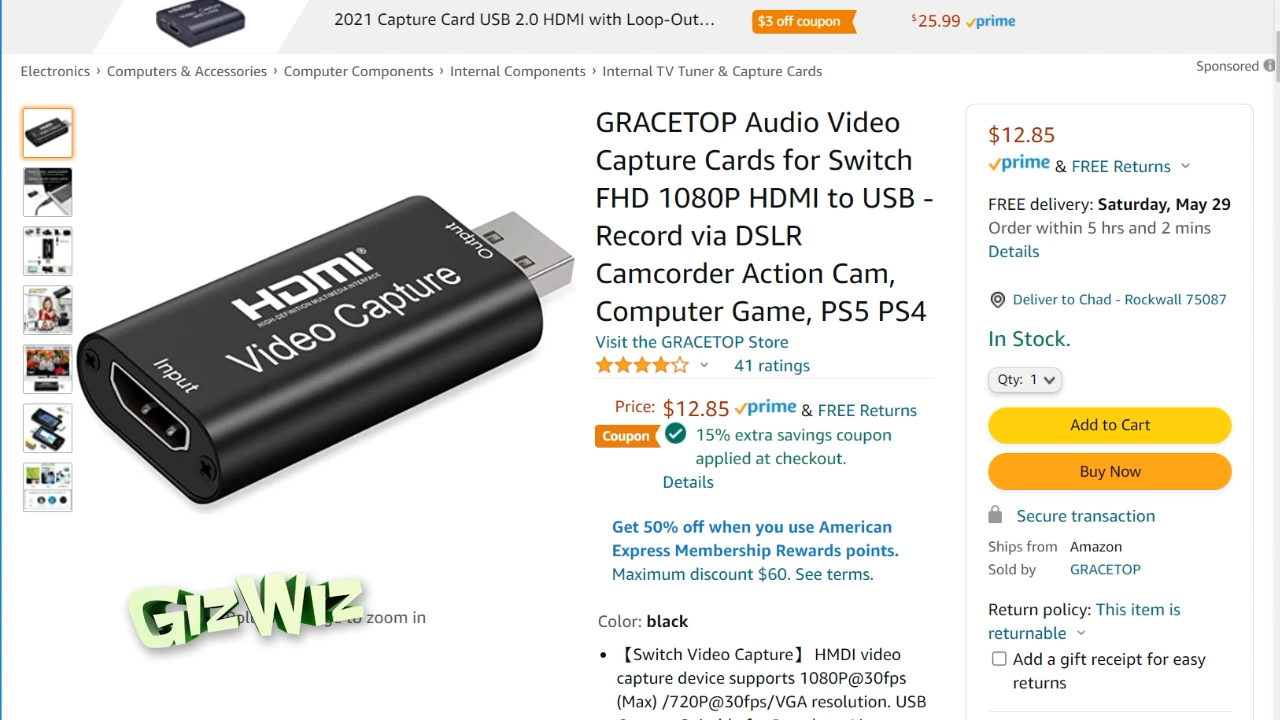 2021 Capture Card USB 2.0 HDMI with Loop-Out...
$3 off coupon
$25.99 prime
Electronics › Computers & Accessories › Computer Components › Internal Components › Internal TV Tuner & Capture Cards
Sponsored
GRACETOP Audio Video
Capture Cards for Switch
FHD 1080P HDMI to USB -
Record via DSLR
Camcorder Action Cam,
Computer Game, PS5 PS4
Visit the GRACETOP Store
41 ratings
Price: $12.85 prime & FREE Returns
Coupon 15% extra savings coupon
applied at checkout.
Details
Get 50% off when you use American
Express Membership Rewards points.
Maximum discount $60. See terms.
Color: black
• 【Switch Video Capture】 HMDI video
capture device supports 1080P@30fps
(Max) /720P@30fps/VGA resolution. USB
HDMI®
HIGH-DEFINITION MULTIMEDIA INTERFACE
Video Capture
Input
Output
GizWiz
to zoom in
$12.85
prime & FREE Returns
FREE delivery: Saturday, May 29
Order within 5 hrs and 2 mins
Details
Deliver to Chad - Rockwall 75087
In Stock.
Qty: 1
Add to Cart
Buy Now
Secure transaction
Ships from Amazon
Sold by GRACETOP
Return policy: This item is
returnable
Add a gift receipt for easy
returns